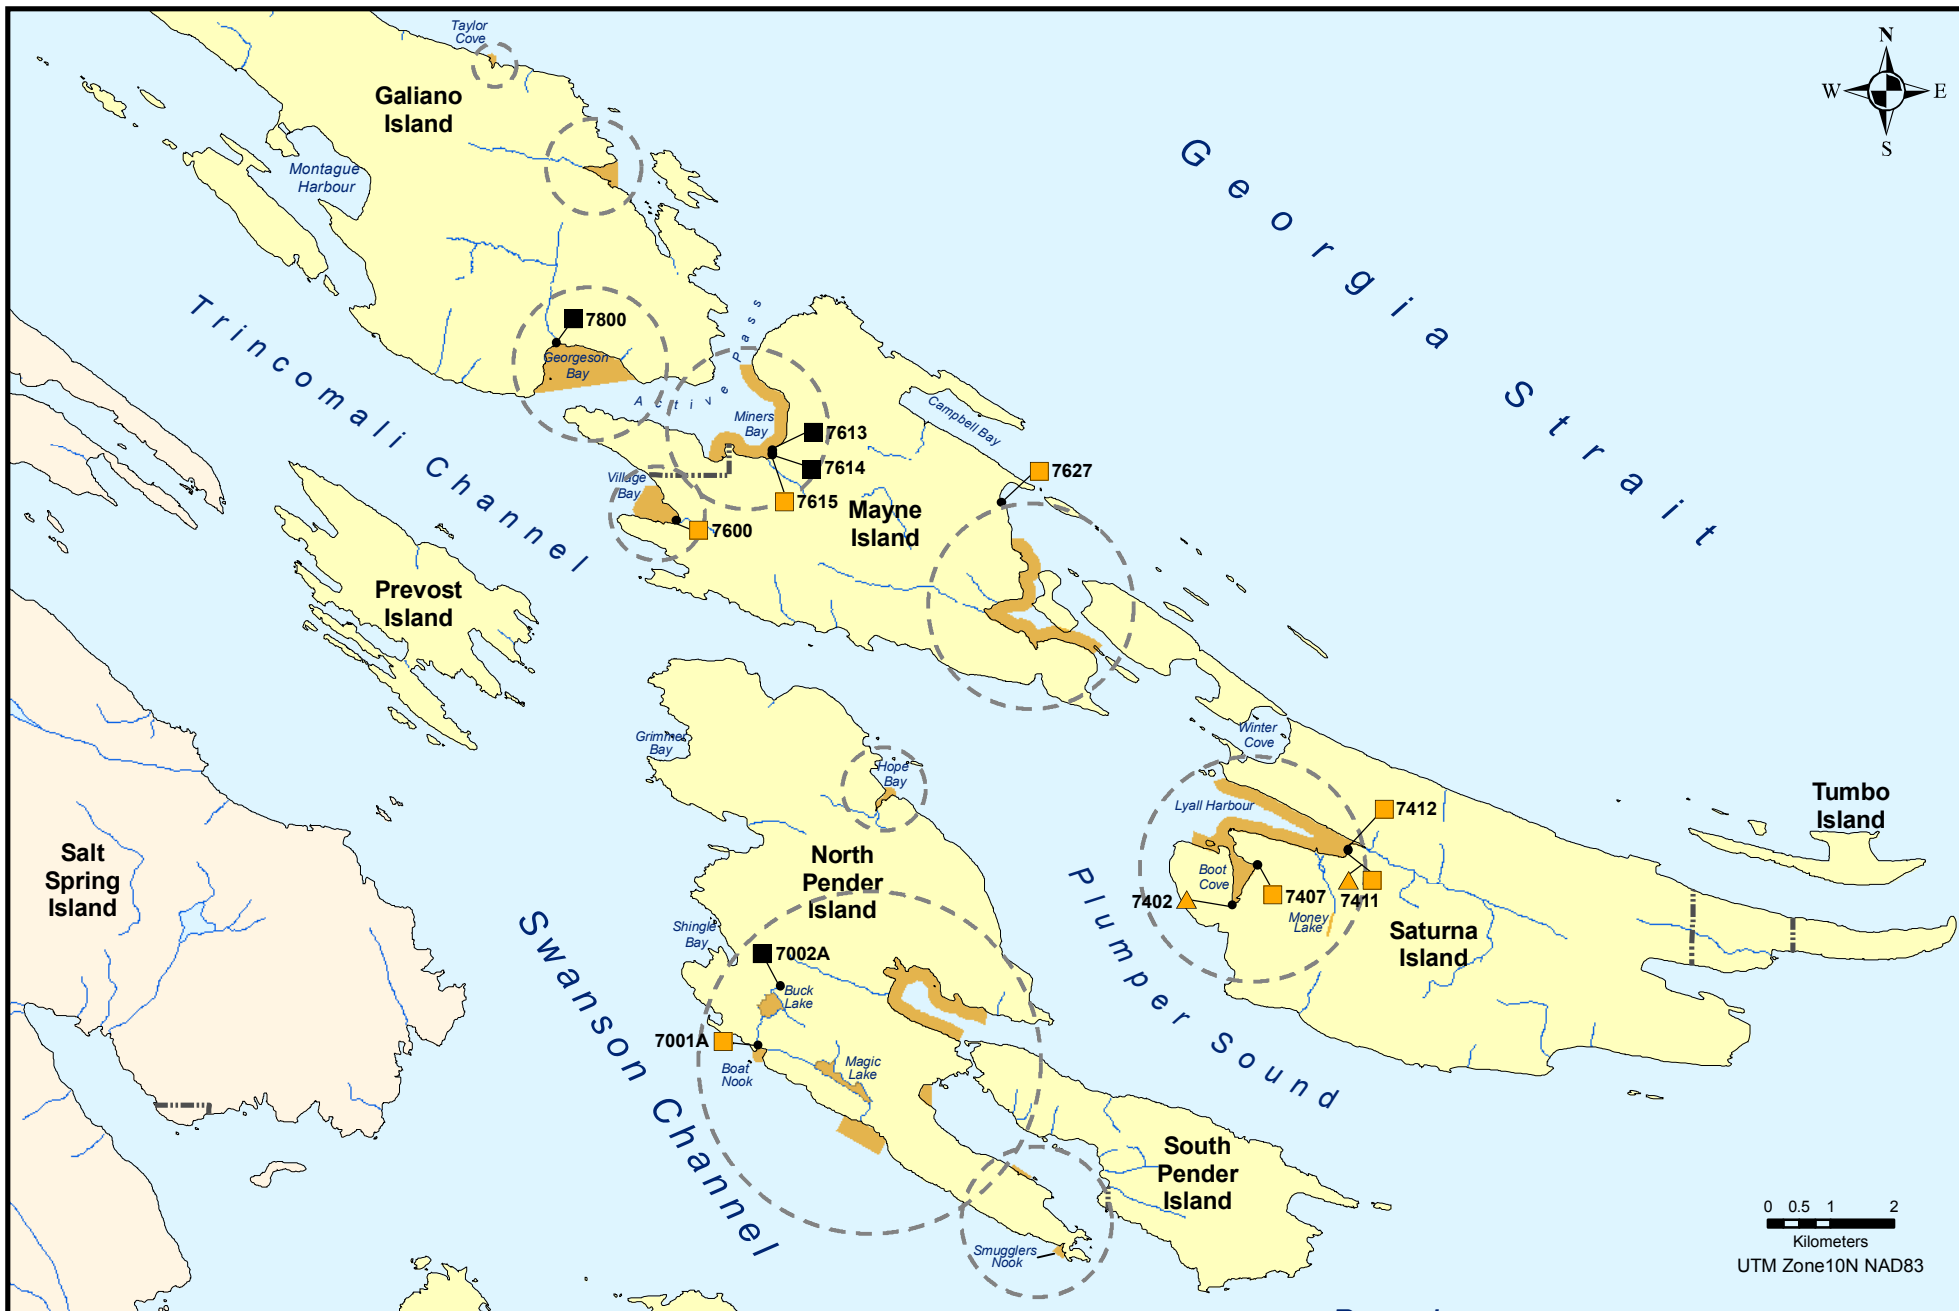 Taylor
Cove
N
W
E
S
Galiano
Island
Montague
Harbour
Georgia Strait
Trincomali Channel
7800
Georgeson
Bay
Active Pass
Miners
Bay
Campbell Bay
7613
7614
7615
7627
Village
Bay
7600
Mayne
Island
Prevost
Island
Grimmer
Bay
Hope
Bay
Winter
Cove
Lyall Harbour
7412
Tumbo
Island
Salt
Spring
Island
North
Pender
Island
Boot
Cove
7402
7407
7411
Money
Lake
Saturna
Island
Plumper Sound
Swanson Channel
Shingle
Bay
7002A
Buck
Lake
7001A
Boat
Nook
Magic
Lake
South
Pender
Island
Smugglers
Nook
0 0.5 1 2
Kilometers
UTM Zone10N NAD83